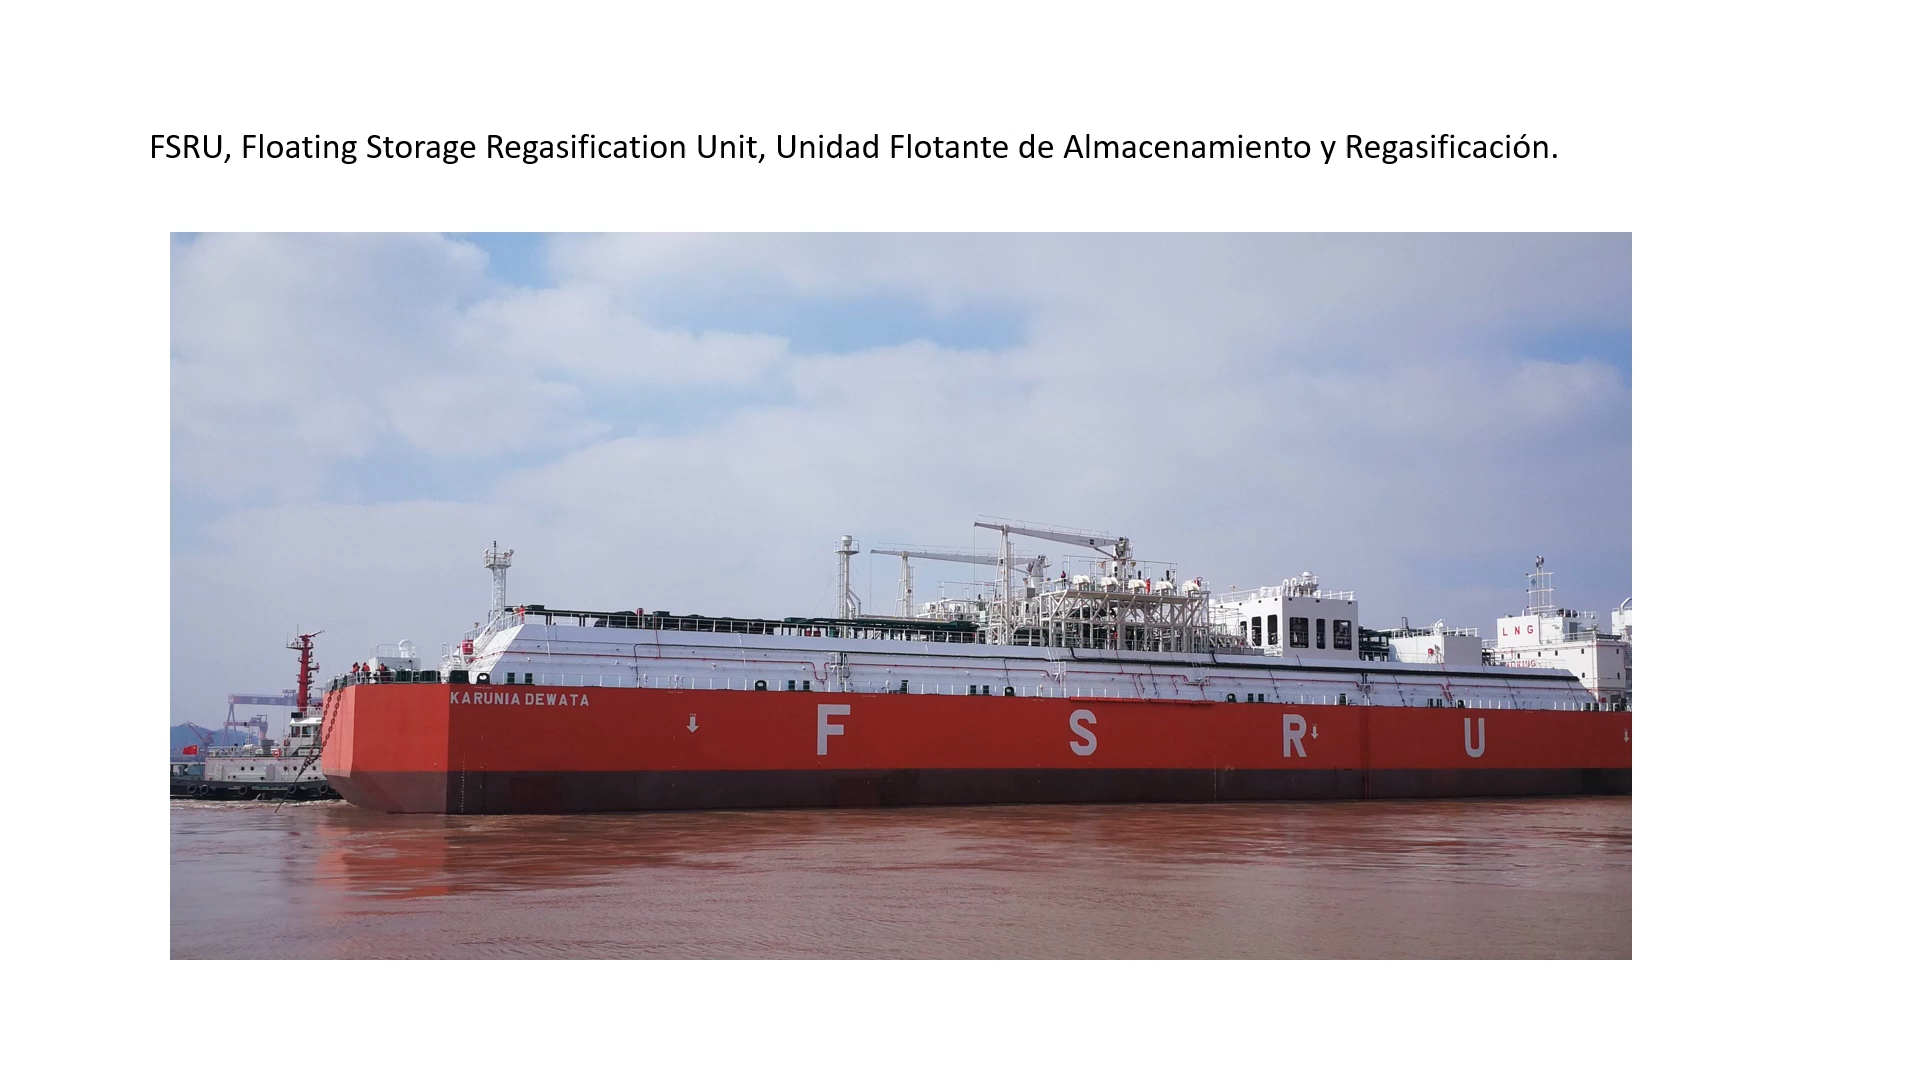 FSRU, Floating Storage Regasification Unit, Unidad Flotante de Almacenamiento y Regasificación.
LNG
KARUNIA DEWATA
F S R U